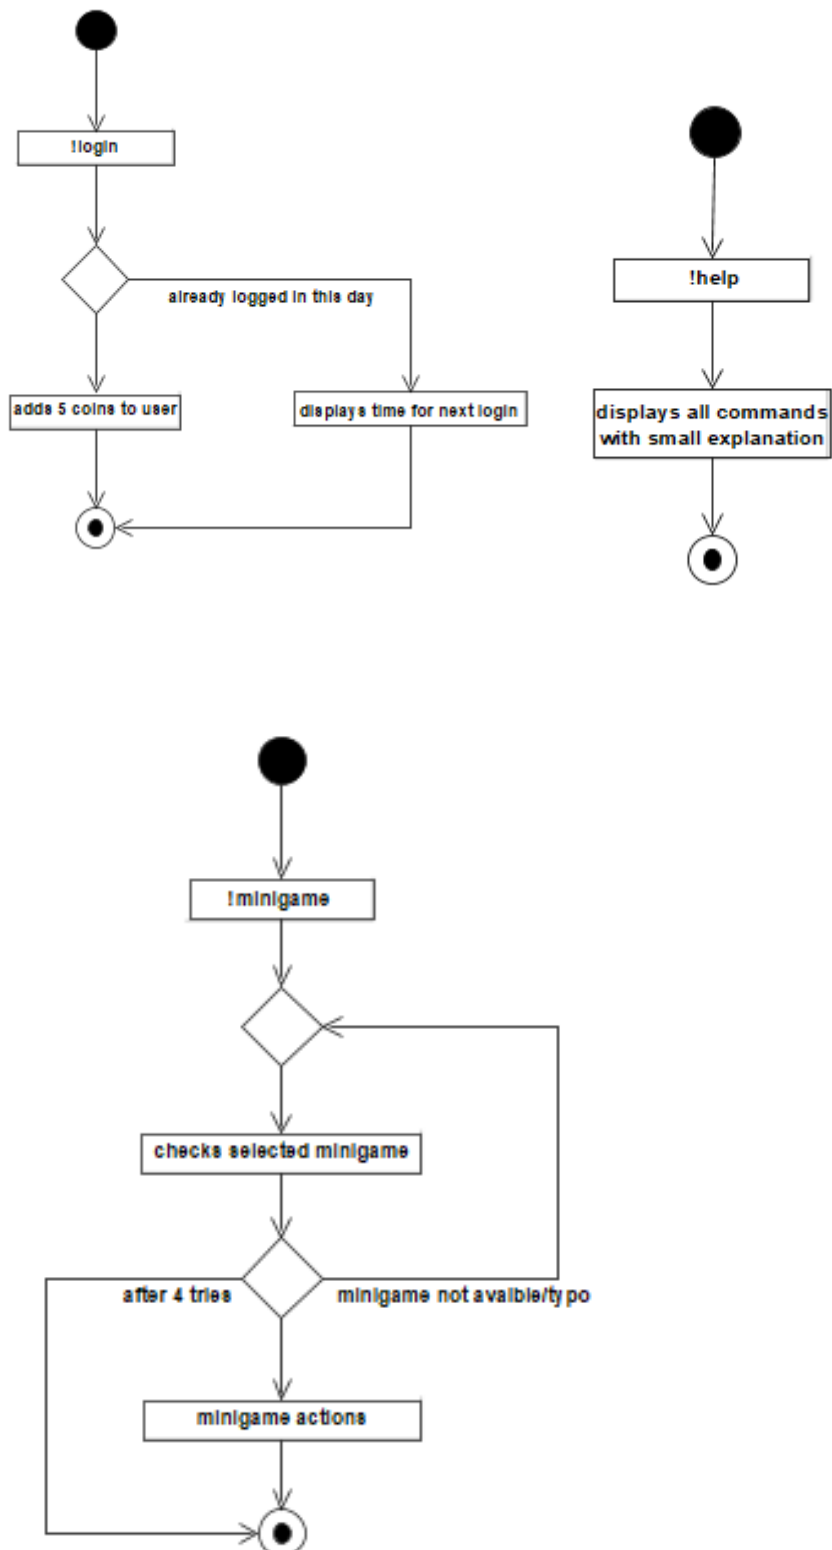 !login
already logged in this day
adds 5 coins to user
displays time for next login
!help
displays all commands
with small explanation
!minigame
checks selected minigame
after 4 tries
minigame not avaible/typo
minigame actions